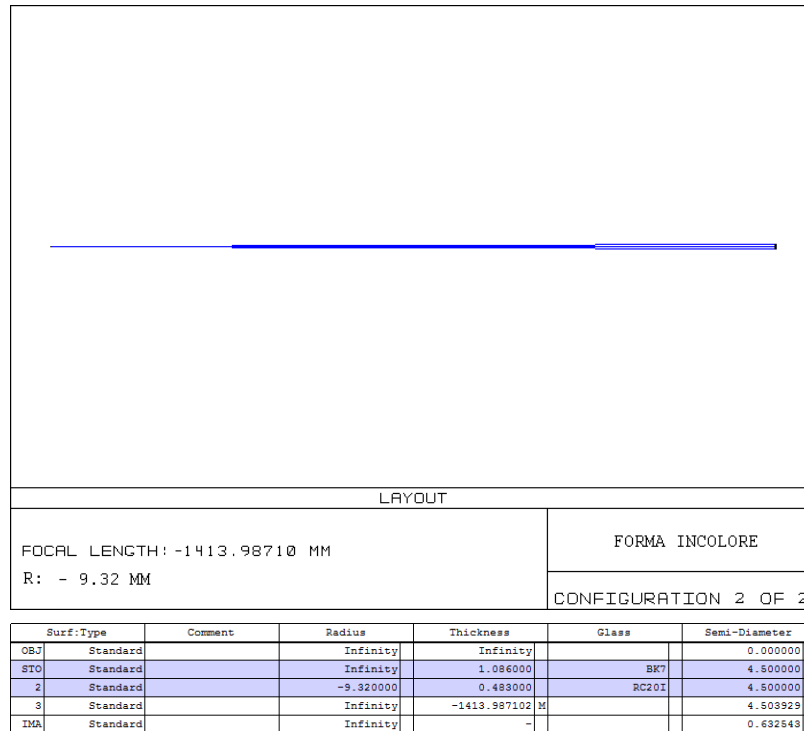 LAYOUT
FOCAL LENGTH: -1413.98710 MM
R: - 9.32 MM
FORMA INCOLORE
CONFIGURATION 2 OF 2
Surf:Type Comment Radius Thickness Glass Semi-Diameter
OBJ Standard Infinity Infinity 0.000000
STO Standard Infinity 1.086000 BK7 4.500000
2 Standard -9.320000 0.483000 RC20I 4.500000
3 Standard Infinity -1413.987102 M 4.503929
IMA Standard Infinity - 0.632543